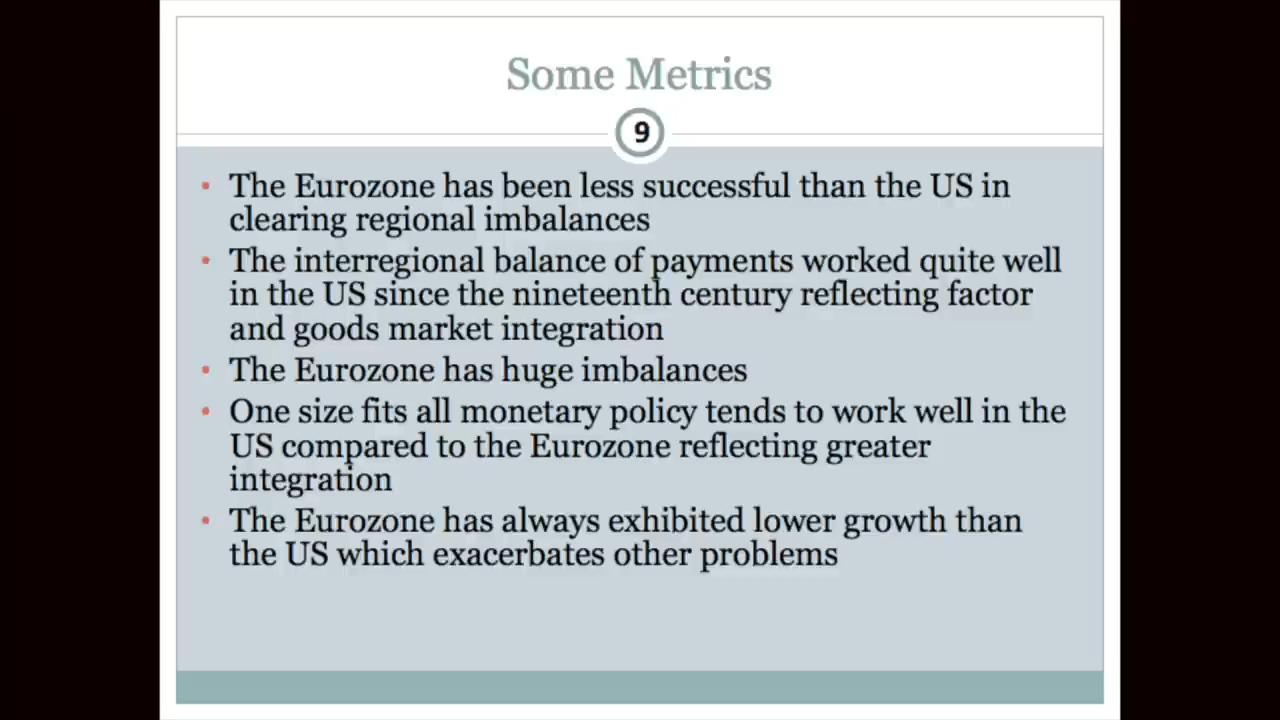 Some Metrics
9
• The Eurozone has been less successful than the US in
clearing regional imbalances
• The interregional balance of payments worked quite well
in the US since the nineteenth century reflecting factor
and goods market integration
• The Eurozone has huge imbalances
• One size fits all monetary policy tends to work well in the
US compared to the Eurozone reflecting greater
integration
• The Eurozone has always exhibited lower growth than
the US which exacerbates other problems